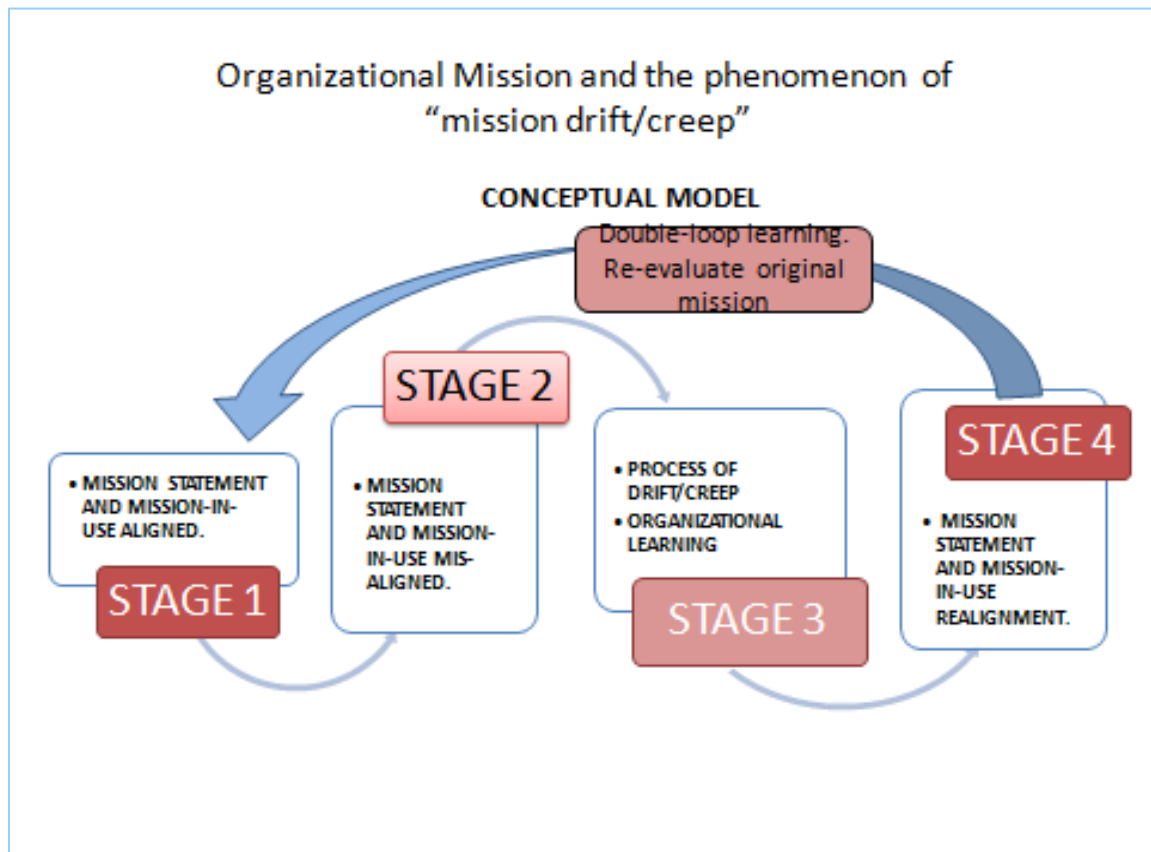 Organizational Mission and the phenomenon of
“mission drift/creep”
CONCEPTUAL MODEL
Double-loop learning.
Re-evaluate original
mission
• MISSION STATEMENT
AND MISSION-IN-
USE ALIGNED.
STAGE 1
STAGE 2
• MISSION
STATEMENT
AND MISSION-
IN-USE MIS-
ALIGNED.
• PROCESS OF
DRIFT/CREEP
• ORGANIZATIONAL
LEARNING
STAGE 3
STAGE 4
• MISSION
STATEMENT
AND MISSION-
IN-USE
REALIGNMENT.